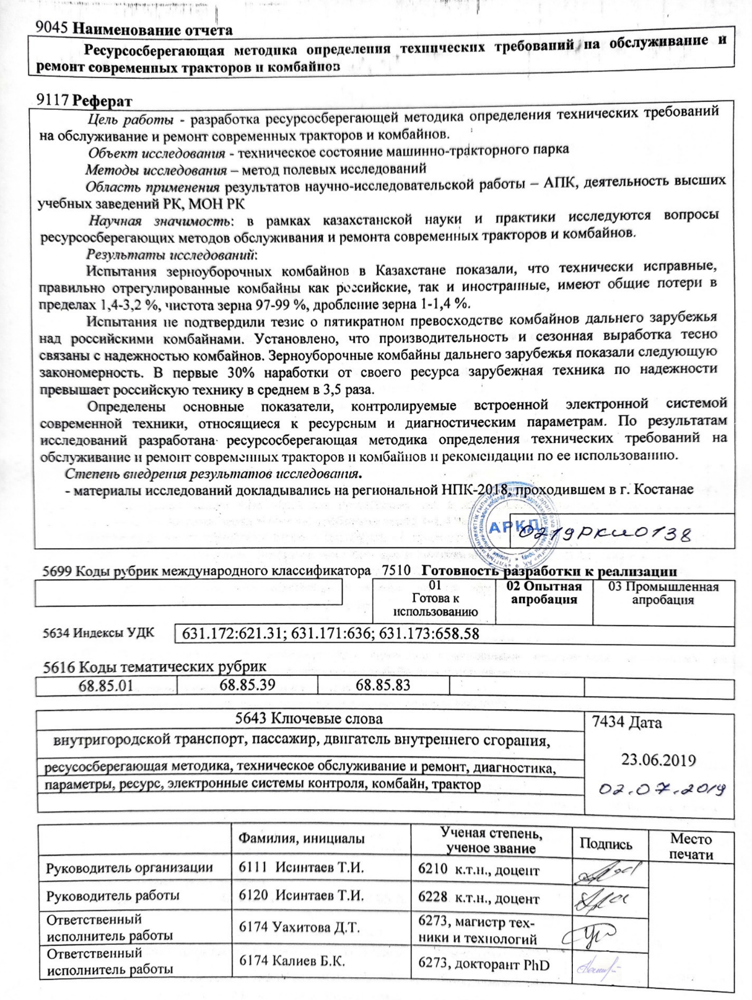 9045 Наименование отчета
Ресурсосберегающая методика определения технических требований на обслуживание и
ремонт современных тракторов и комбайнов
9117 Реферат
Цель работы - разработка ресурсосберегающей методика определения технических требований
на обслуживание и ремонт современных тракторов и комбайнов.
Объект исследования - техническое состояние машинно-тракторного парка
Методы исследования – метод полевых исследований
Область применения результатов научно-исследовательской работы – АПК, деятельность высших
учебных заведений РК, МОН РК
Научная значимость: в рамках казахстанской науки и практики исследуются вопросы
ресурсосберегающих методов обслуживания и ремонта современных тракторов и комбайнов.
Результаты исследований:
Испытания зерноуборочных комбайнов в Казахстане показали, что технически исправные,
правильно отрегулированные комбайны как российские, так и иностранные, имеют общие потери в
пределах 1,4-3,2 %, чистота зерна 97-99 %, дробление зерна 1-1,4 %.
Испытания не подтвердили тезис о пятикратном превосходстве комбайнов дальнего зарубежья
над российскими комбайнами. Установлено, что производительность и сезонная выработка тесно
связаны с надежностью комбайнов. Зерноуборочные комбайны дальнего зарубежья показали следующую
закономерность. В первые 30% наработки от своего ресурса зарубежная техника по надежности
превышает российскую технику в среднем в 3,5 раза.
Определены основные показатели, контролируемые встроенной электронной системой
современной техники, относящиеся к ресурсным и диагностическим параметрам. По результатам
исследований разработана ресурсосберегающая методика определения технических требований на
обслуживание и ремонт современных тракторов и комбайнов и рекомендации по ее использованию.
Степень внедрения результатов исследования.
- материалы исследований докладывались на региональной НПК-2018, проходившем в г. Костанае
АРКД
0219РКИ0138
5699 Коды рубрик международного классификатора 7510 Готовность разработки к реализации
01 Готова к использованию
02 Опытная апробация
03 Промышленная апробация
5634 Индексы УДК 631.172:621.31; 631.171:636; 631.173:658.58
5616 Коды тематических рубрик
68.85.01 68.85.39 68.85.83
5643 Ключевые слова
7434 Дата
внутригородской транспорт, пассажир, двигатель внутреннего сгорания,
ресусосберегающая методика, техническое обслуживание и ремонт, диагностика,
параметры, ресурс, электронные системы контроля, комбайн, трактор
23.06.2019
02.07.2019
Фамилия, инициалы
Ученая степень,
ученое звание
Подпись
Место
печати
Руководитель организации 6111 Исинтаев Т.И. 6210 к.т.н., доцент
Руководитель работы 6120 Исинтаев Т.И. 6228 к.т.н., доцент
Ответственный
исполнитель работы
6174 Уахитова Д.Т.
6273, магистр тех-
ники и технологий
Ответственный
исполнитель работы
6174 Калиев Б.К.
6273, докторант PhD